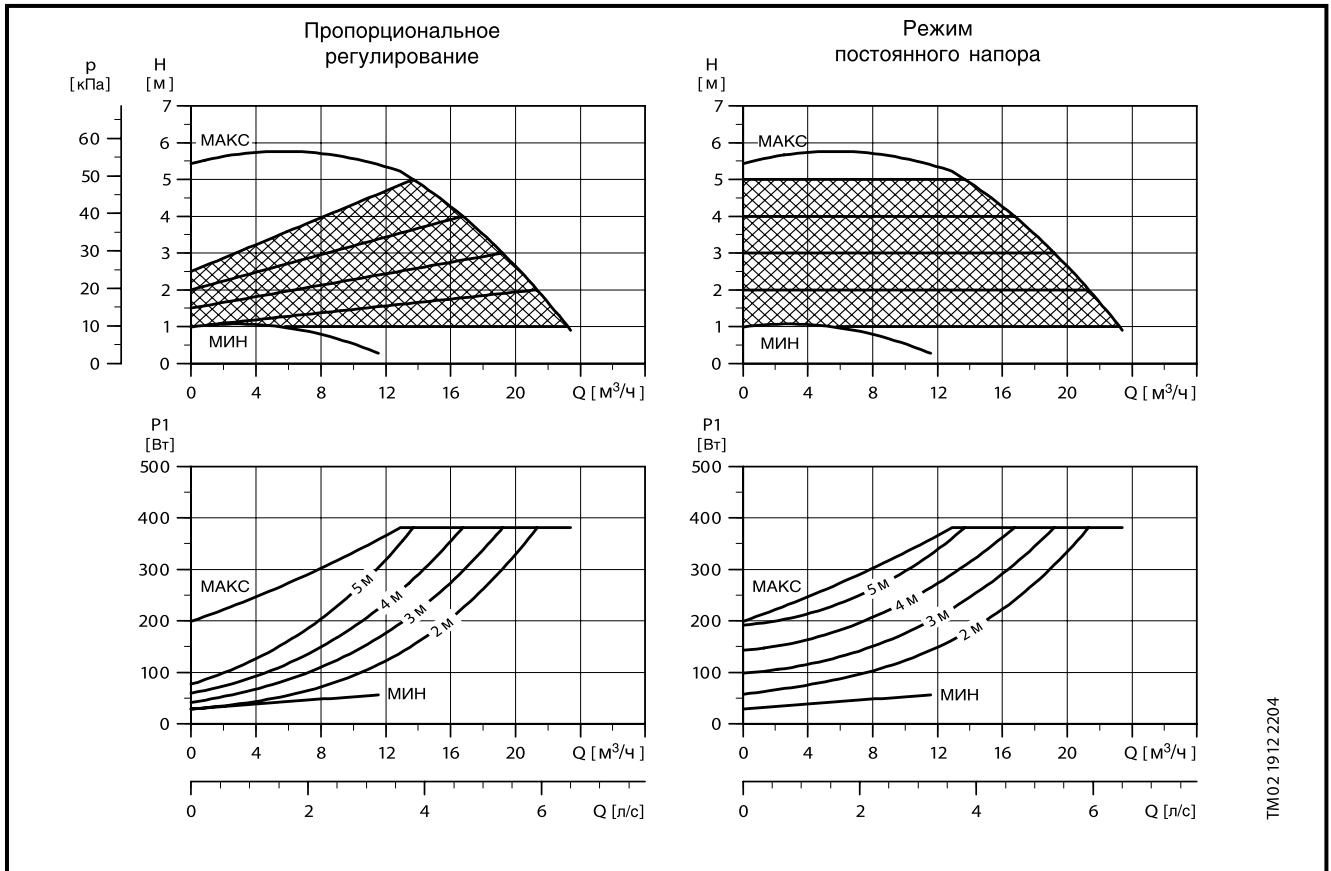 Пропорциональное
регулирование
Режим
постоянного напора
p
[кПа]
H
[м]
H
[м]
7
6
5
4
3
2
1
0
60
50
40
30
20
10
0
МАКС
МИН
0 4 8 12 16 20 Q [м³/ч]
7
6
5
4
3
2
1
0
МАКС
МИН
0 4 8 12 16 20 Q [м³/ч]
P1
[Вт]
500
400
300
200
100
0
МАКС
5 м
4 м
3 м
2 м
МИН
0 4 8 12 16 20 Q [м³/ч]
0 2 4 6 Q [л/с]
P1
[Вт]
500
400
300
200
100
0
МАКС
5 м
4 м
3 м
2 м
МИН
0 4 8 12 16 20 Q [м³/ч]
0 2 4 6 Q [л/с]
TM02 1912 2204